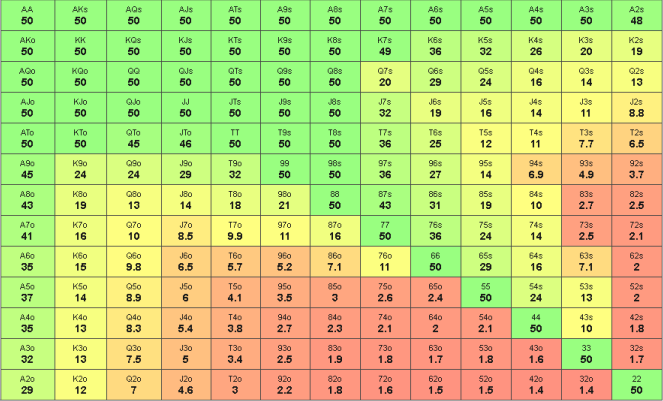 AA AKs AQs AJs ATs A9s A8s A7s A6s A5s A4s A3s A2s
50 50 50 50 50 50 50 50 50 50 50 50 48
AKo KK KQs KJs KTs K9s K8s K7s K6s K5s K4s K3s K2s
50 50 50 50 50 50 50 49 36 32 26 20 19
AQo KQo QQ QJs QTs Q9s Q8s Q7s Q6s Q5s Q4s Q3s Q2s
50 50 50 50 50 50 50 20 29 24 16 14 13
AJo KJo QJo JJ JTs J9s J8s J7s J6s J5s J4s J3s J2s
50 50 50 50 50 50 50 32 19 16 14 11 8.8
ATo KTo QTo JTo TT T9s T8s T7s T6s T5s T4s T3s T2s
50 50 45 46 50 50 50 36 25 12 11 7.7 6.5
A9o K9o Q9o J9o T9o 99 98s 97s 96s 95s 94s 93s 92s
45 24 24 29 32 50 50 36 27 14 6.9 4.9 3.7
A8o K8o Q8o J8o T8o 98o 88 87s 86s 85s 84s 83s 82s
43 19 13 14 18 21 50 43 31 19 10 2.7 2.5
A7o K7o Q7o J7o T7o 97o 87o 77 76s 75s 74s 73s 72s
41 16 10 8.5 9.9 11 16 50 36 24 14 2.5 2.1
A6o K6o Q6o J6o T6o 96o 86o 76o 66 65s 64s 63s 62s
35 15 9.8 6.5 5.7 5.2 7.1 11 50 29 16 7.1 2
A5o K5o Q5o J5o T5o 95o 85o 75o 65o 55 54s 53s 52s
37 14 8.9 6 4.1 3.5 3 2.6 2.4 50 24 13 2
A4o K4o Q4o J4o T4o 94o 84o 74o 64o 54o 44 43s 42s
35 13 8.3 5.4 3.8 2.7 2.3 2.1 2 2.1 50 10 1.8
A3o K3o Q3o J3o T3o 93o 83o 73o 63o 53o 43o 33 32s
32 13 7.5 5 3.4 2.5 1.9 1.8 1.7 1.8 1.6 50 1.7
A2o K2o Q2o J2o T2o 92o 82o 72o 62o 52o 42o 32o 22
29 12 7 4.6 3 2.2 1.8 1.6 1.5 1.5 1.4 1.4 50